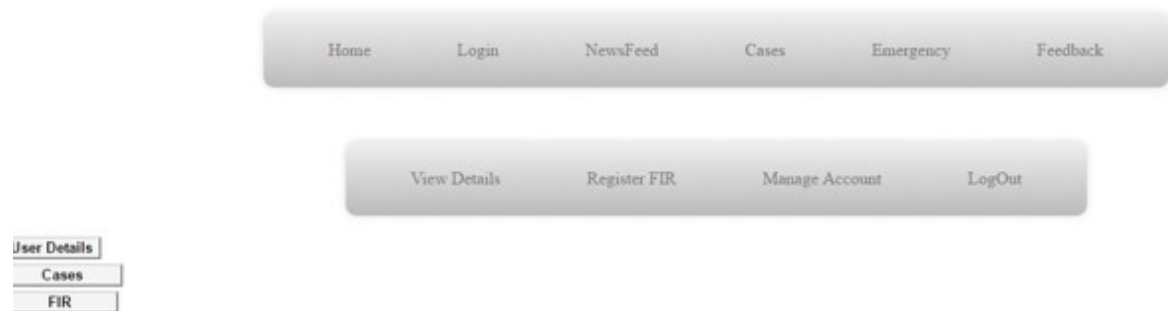 Home Login NewsFeed Cases Emergency Feedback
View Details Register FIR Manage Account LogOut
User Details
Cases
FIR